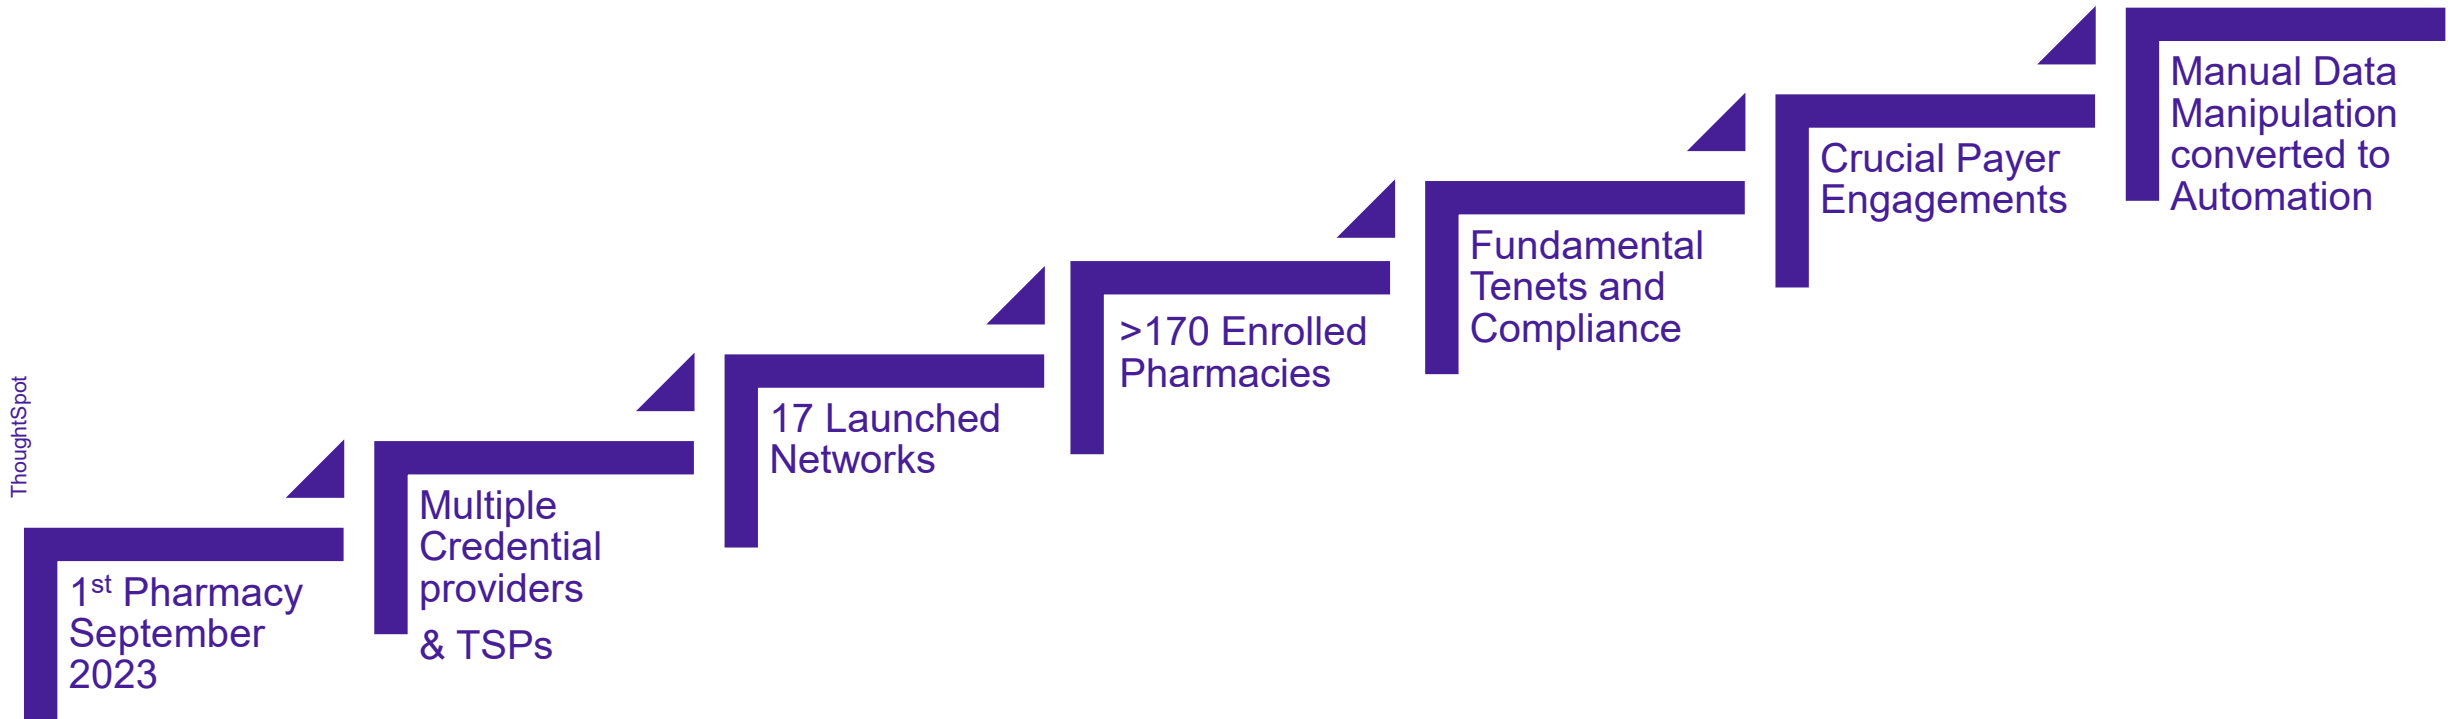 ThoughtSpot
1st Pharmacy
September
2023
Multiple
Credential
providers
& TSPs
17 Launched
Networks
>170 Enrolled
Pharmacies
Fundamental
Tenets and
Compliance
Crucial Payer
Engagements
Manual Data
Manipulation
converted to
Automation